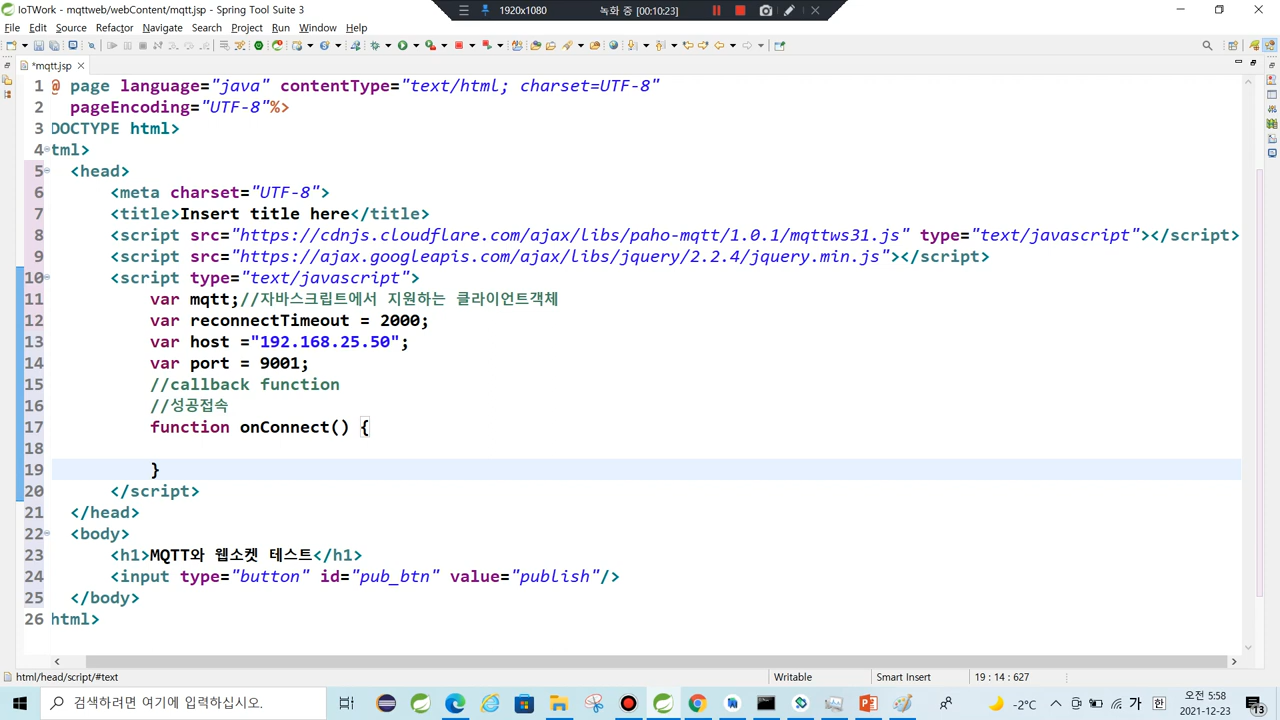 IoTWork - mqttweb/webContent/mqtt.jsp - Spring Tool Suite 3
1920x1080
녹화 중 [00:10:23]
File Edit Source Refactor Navigate Search Project Run Window Help
*mqtt.jsp
1 @ page language="java" contentType="text/html; charset=UTF-8"
2 pageEncoding="UTF-8"%>
3 DOCTYPE html>
4 tml>
5 <head>
6 <meta charset="UTF-8">
7 <title>Insert title here</title>
8 <script src="https://cdnjs.cloudflare.com/ajax/libs/paho-mqtt/1.0.1/mqttws31.js" type="text/javascript"></script>
9 <script src="https://ajax.googleapis.com/ajax/libs/jquery/2.2.4/jquery.min.js"></script>
10 <script type="text/javascript">
11 var mqtt;//자바스크립트에서 지원하는 클라이언트객체
12 var reconnectTimeout = 2000;
13 var host ="192.168.25.50";
14 var port = 9001;
15 //callback function
16 //성공접속
17 function onConnect() {
18
19 }
20 </script>
21 </head>
22 <body>
23 <h1>MQTT와 웹소켓 테스트</h1>
24 <input type="button" id="pub_btn" value="publish"/>
25 </body>
26 html>
html/head/script/#text
Writable
Smart Insert
19 : 14 : 627
검색하려면 여기에 입력하십시오.
-2°C
가
한
오전 5:58
2021-12-23
13